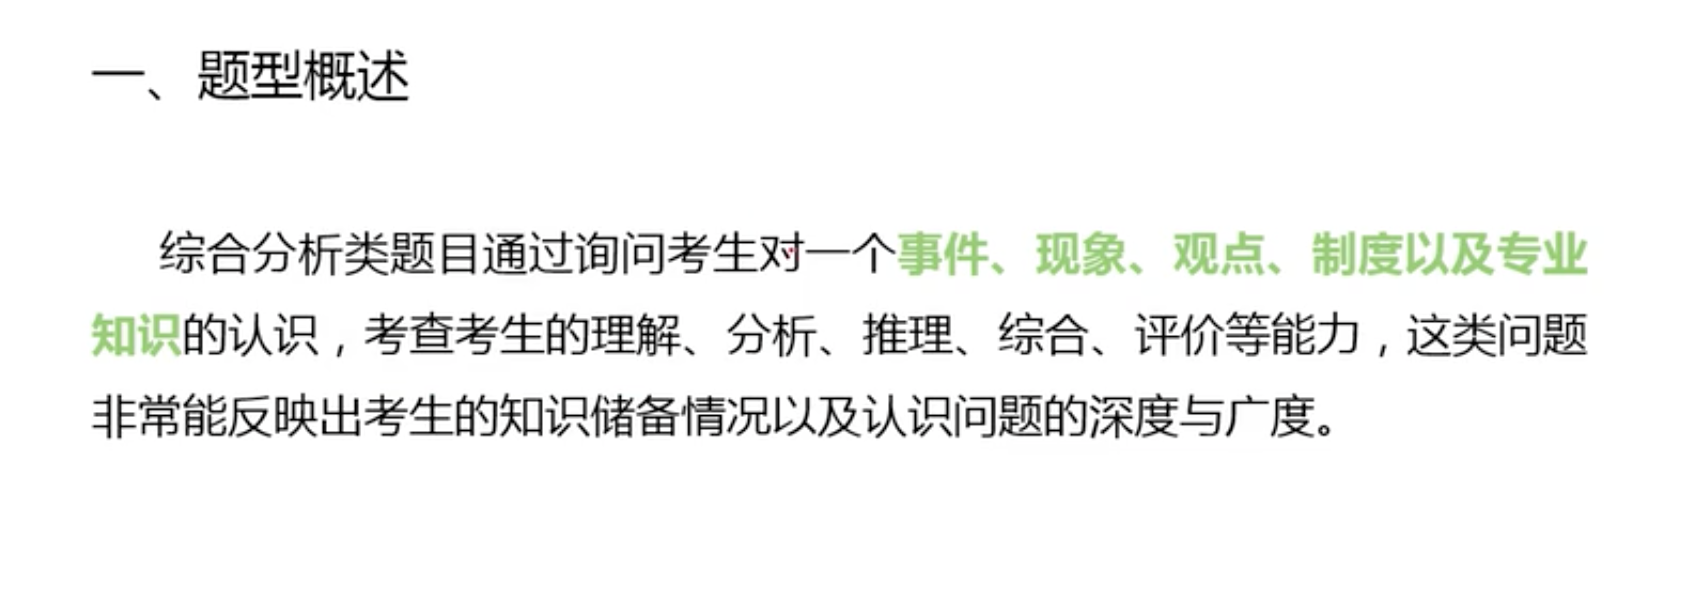 一、题型概述
综合分析类题目通过询问考生对一个事件、现象、观点、制度以及专业
知识的认识，考查考生的理解、分析、推理、综合、评价等能力，这类问题
非常能反映出考生的知识储备情况以及认识问题的深度与广度。